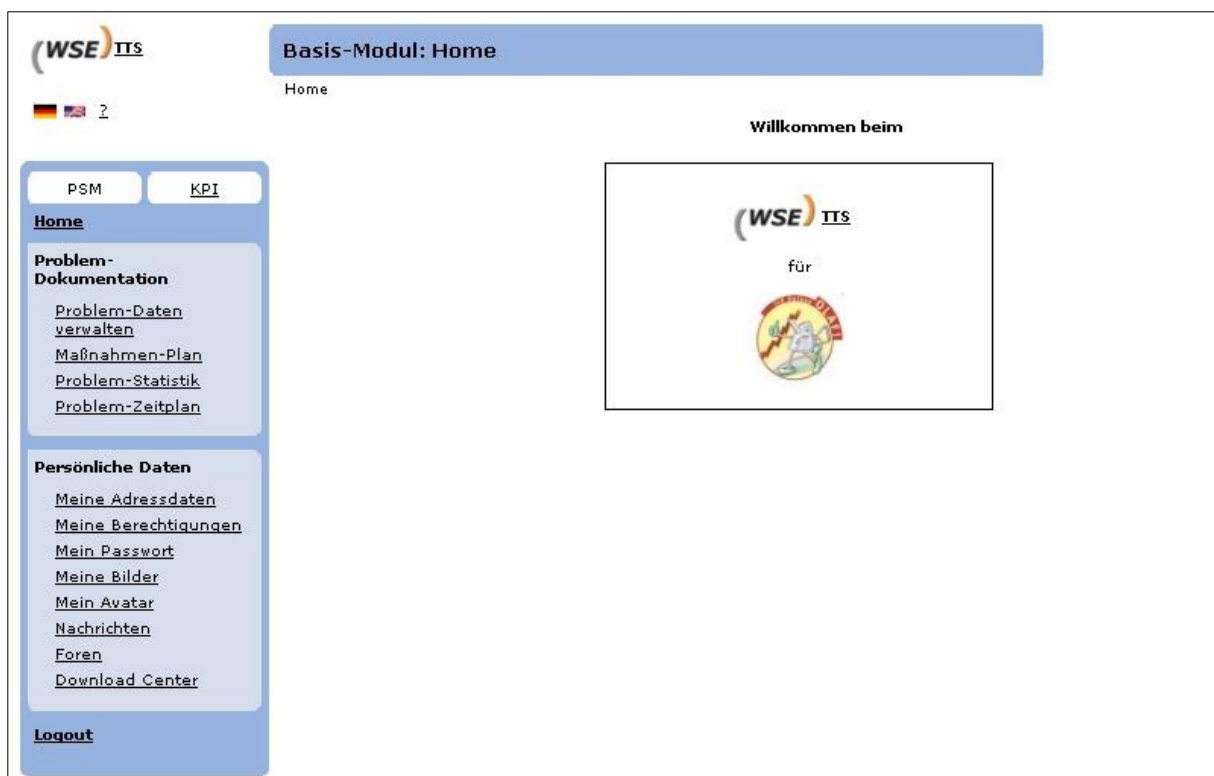 (WSE) TTS
?
PSM
KPI
Home
Problem-
Dokumentation
Problem-Daten
verwalten
Maßnahmen-Plan
Problem-Statistik
Problem-Zeitplan
Persönliche Daten
Meine Adressdaten
Meine Berechtigungen
Mein Passwort
Meine Bilder
Mein Avatar
Nachrichten
Foren
Download Center
Logout
Basis-Modul: Home
Home
Willkommen beim
(WSE) TTS
für